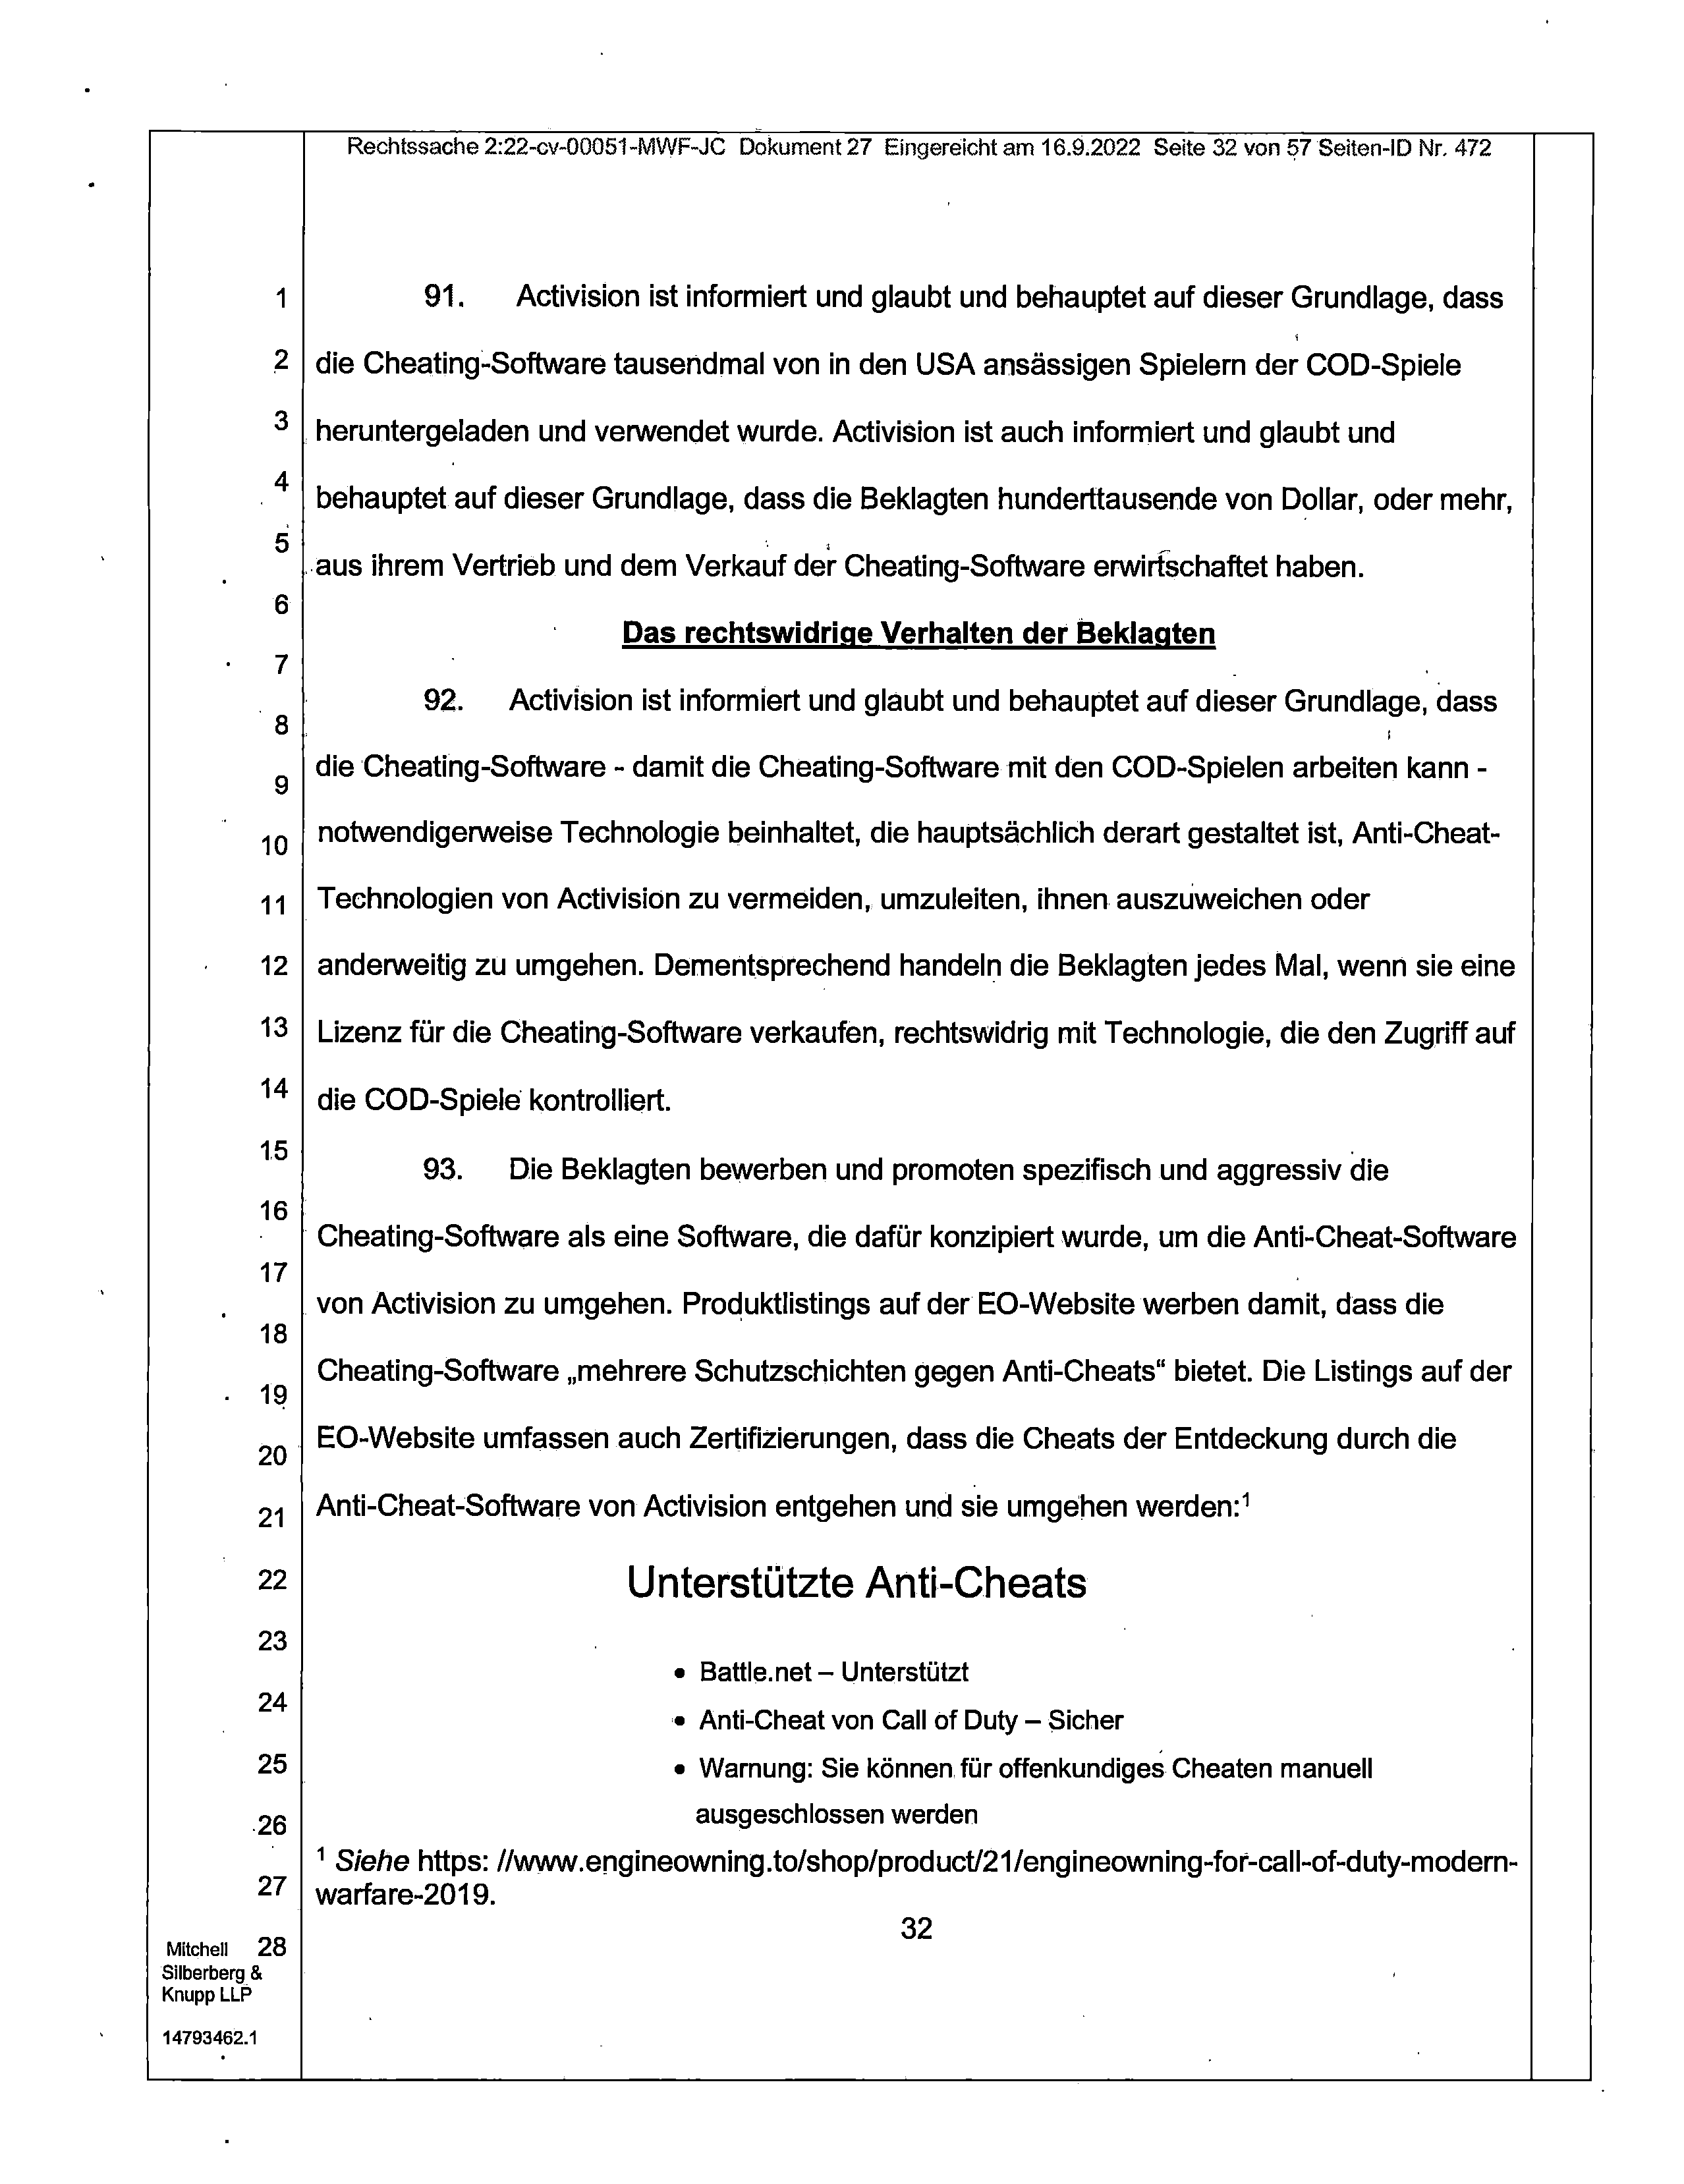 Rechtssache 2:22-cv-00051-MWF-JC Dokument 27 Eingereicht am 16.9.2022 Seite 32 von 57 Seiten-ID Nr. 472
1 91. Activision ist informiert und glaubt und behauptet auf dieser Grundlage, dass
2 die Cheating-Software tausendmal von in den USA ansässigen Spielern der COD-Spiele
3 heruntergeladen und verwendet wurde. Activision ist auch informiert und glaubt und
4 behauptet auf dieser Grundlage, dass die Beklagten hunderttausende von Dollar, oder mehr,
5 aus ihrem Vertrieb und dem Verkauf der Cheating-Software erwirtschaftet haben.
6 Das rechtswidrige Verhalten der Beklagten
7 92. Activision ist informiert und glaubt und behauptet auf dieser Grundlage, dass
8
9 die Cheating-Software - damit die Cheating-Software mit den COD-Spielen arbeiten kann -
10 notwendigerweise Technologie beinhaltet, die hauptsächlich derart gestaltet ist, Anti-Cheat-
11 Technologien von Activision zu vermeiden, umzuleiten, ihnen auszuweichen oder
12 anderweitig zu umgehen. Dementsprechend handeln die Beklagten jedes Mal, wenn sie eine
13 Lizenz für die Cheating-Software verkaufen, rechtswidrig mit Technologie, die den Zugriff auf
14 die COD-Spiele kontrolliert.
15 93. Die Beklagten bewerben und promoten spezifisch und aggressiv die
16 Cheating-Software als eine Software, die dafür konzipiert wurde, um die Anti-Cheat-Software
17 von Activision zu umgehen. Produktlistings auf der EO-Website werben damit, dass die
18
19 Cheating-Software „mehrere Schutzschichten gegen Anti-Cheats“ bietet. Die Listings auf der
20 EO-Website umfassen auch Zertifizierungen, dass die Cheats der Entdeckung durch die
21 Anti-Cheat-Software von Activision entgehen und sie umgehen werden:¹
22 Unterstützte Anti-Cheats
23
• Battle.net – Unterstützt
24 • Anti-Cheat von Call of Duty – Sicher
25 • Warnung: Sie können für offenkundiges Cheaten manuell
26 ausgeschlossen werden
¹ Siehe https: //www.engineowning.to/shop/product/21/engineowning-for-call-of-duty-modern-
27 warfare-2019.
32
Mitchell 28
Silberberg &
Knupp LLP
14793462.1